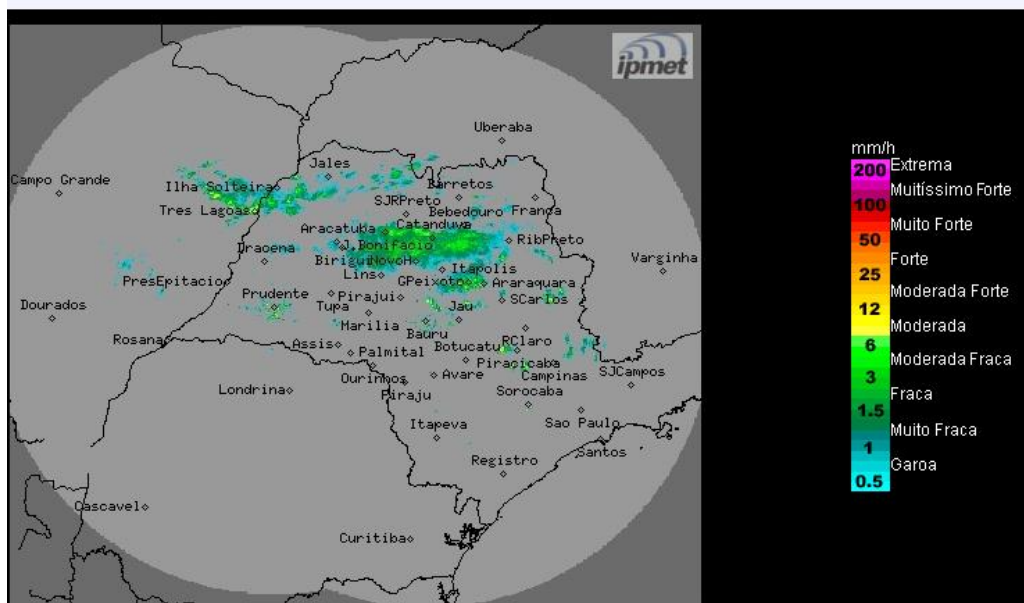 ipmet
Uberaba
Jales
Campo Grande
Ilha Solteira
Barretos
SJRPreto
Tres Lagoas
Bebedouro
Franca
Catanduva
Aracatuba
J.Bonifacio
RibPreto
Dracena
Birigui
NovoH
Varginha
Itapolis
Lins
PresEpitacio
GPeixoto
Araraquara
Prudente
Pirajui
SCarlos
Dourados
Tupa
Jau
Marilia
Bauru
Rosana
Assis
Botucatu
RClaro
Palmital
Piracicaba
Ourinhos
Avare
Campinas
SJCampos
Londrina
Piraju
Sorocaba
Itapeva
Sao Paulo
Santos
Registro
Cascavel
Curitiba
mm/h
200 Extrema
Muitíssimo Forte
100
Muito Forte
50
Forte
25
Moderada Forte
12
Moderada
6
Moderada Fraca
3
Fraca
1.5
Muito Fraca
1
Garoa
0.5